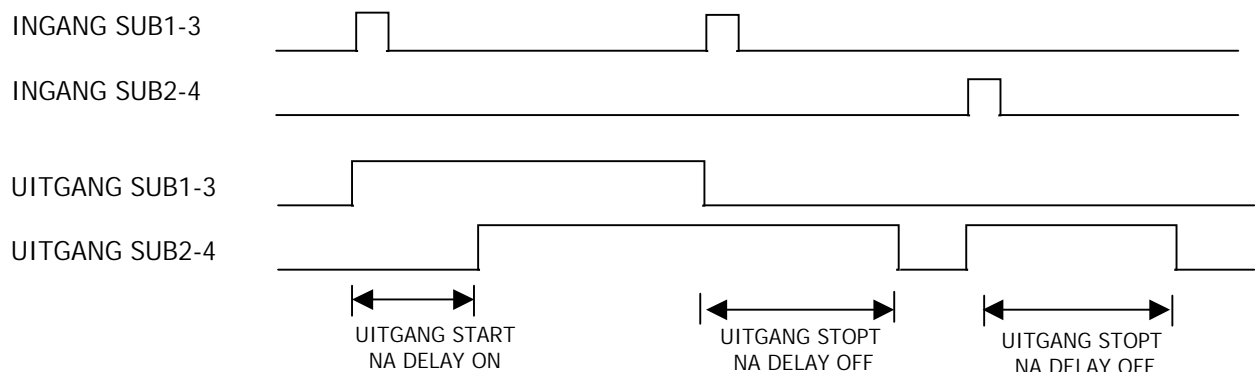 INGANG SUB1-3
INGANG SUB2-4
UITGANG SUB1-3
UITGANG SUB2-4
UITGANG START
NA DELAY ON
UITGANG STOPT
NA DELAY OFF
UITGANG STOPT
NA DELAY OFF